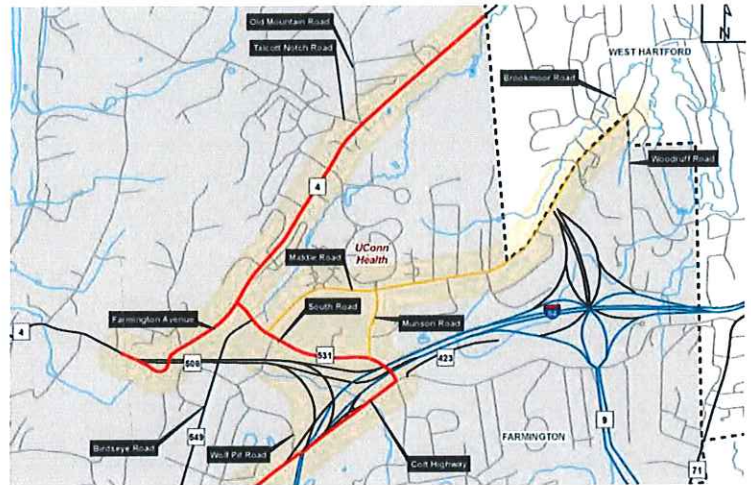 Old Mountain Road
Talcott Notch Road
N
WEST HARTFORD
Brookmoor Road
Woodruff Road
4
UConn
Health
Middle Road
Farmington Avenue
South Road
Munson Road
4
508
531
423
Birdseye Road
549
Wolf Pit Road
Colt Highway
FARMINGTON
9
71